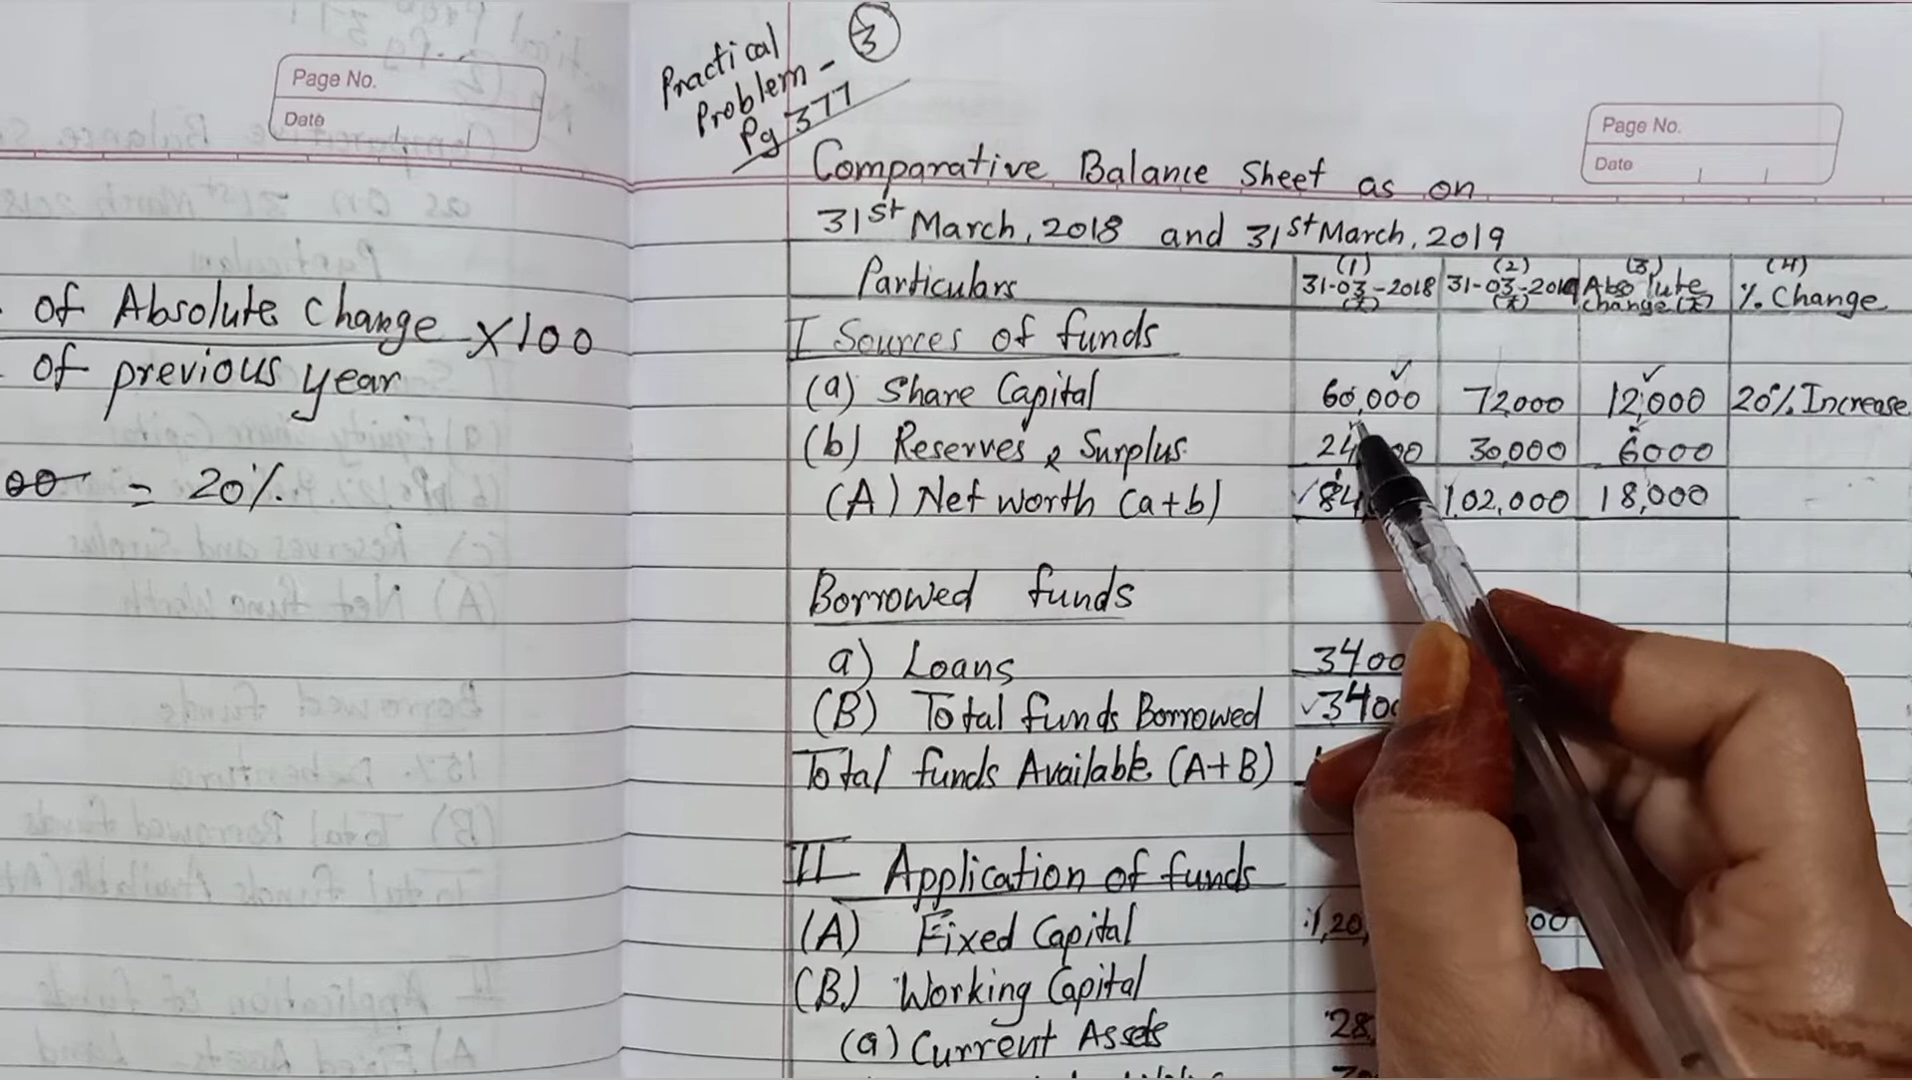 Page No.
Date
of Absolute Change ×100
of previous year
= 20%.
Practical
Problem - 3
Pg 377
Page No.
Date
Comparative Balance Sheet as on
31st March, 2018 and 31st March, 2019
(1) (2) (3) (4)
Particulars 31-03-2018 31-03-2019 Absolute % Change
(₹) (₹) Change (₹)
I Sources of funds
(a) Share Capital 60,000 72,000 12,000 20% Increase
(b) Reserves & Surplus 30,000 6000
(A) Net worth (a+b) 1,02,000 18,000
Borrowed funds
a) Loans
(B) Total funds Borrowed
Total funds Available (A+B)
II Application of funds
(A) Fixed Capital
(B) Working Capital
(a) Current Assets